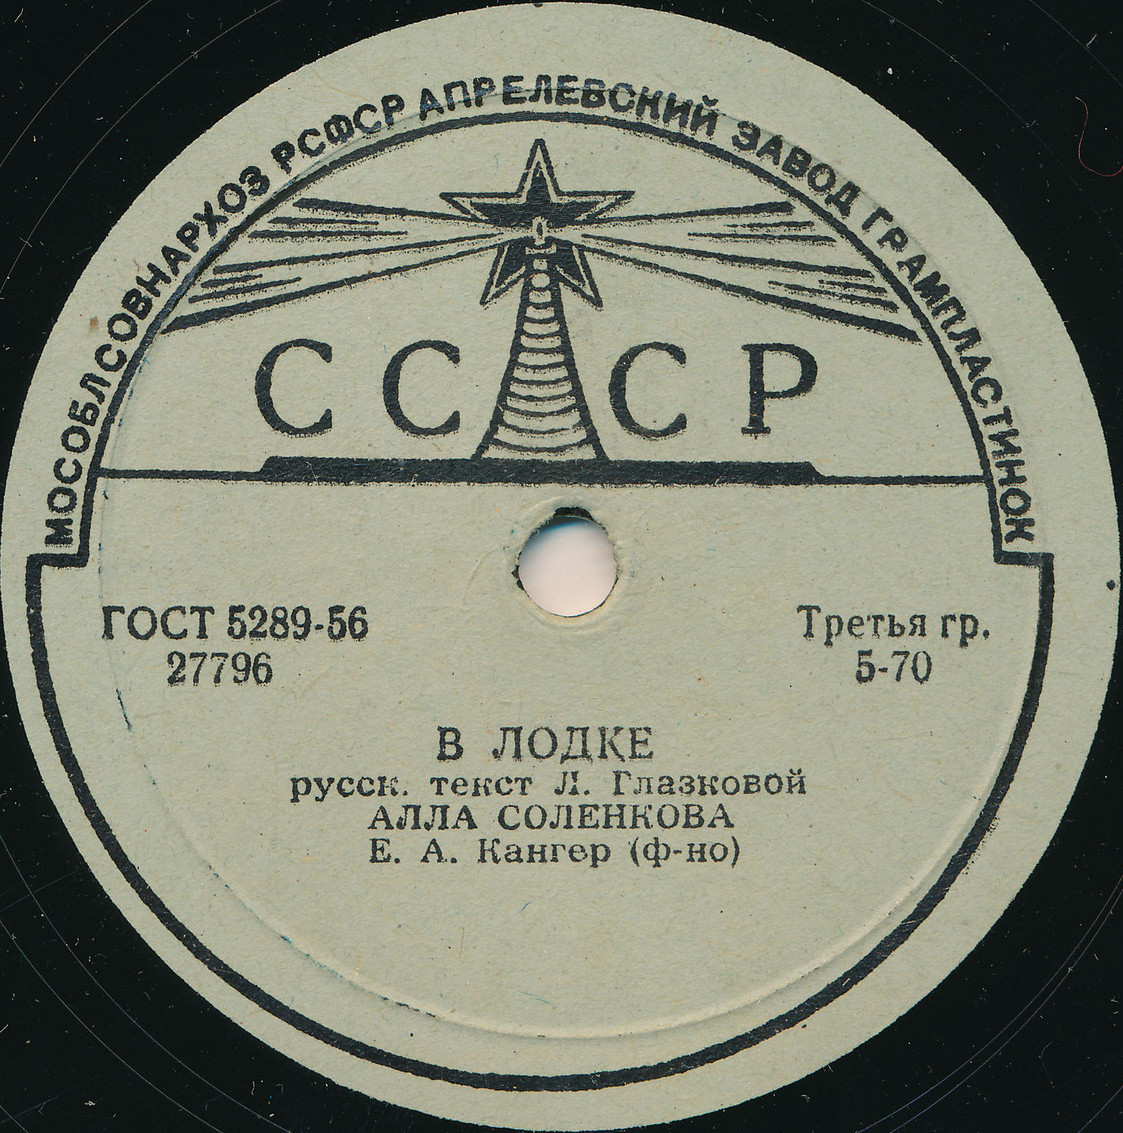 МОСОБЛСОВНАРХОЗ РСФСР АПРЕЛЕВСКИЙ ЗАВОД ГРАМПЛАСТИНОК
СССР
ГОСТ 5289-56
27796
Третья гр.
5-70
В ЛОДКЕ
русск. текст Л. Глазковой
АЛЛА СОЛЕНКОВА
Е. А. Кангер (ф-но)